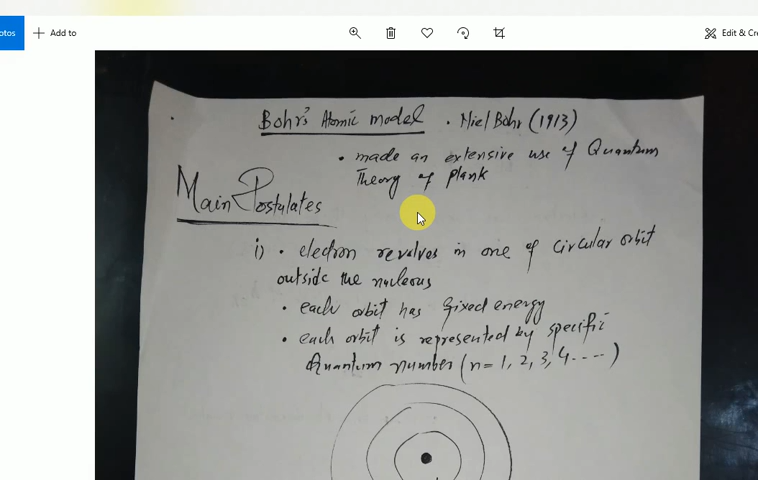 otos
Add to
Edit & Cre
Bohr's Atomic model . Niel Bohr (1913)
• made an extensive use of Quantum
Theory of plank
Main Postulates
i) • electron revolves in one of circular orbit
outside the nucleous
• each orbit has fixed energy
• each orbit is represented by specific
Quantum number (n = 1, 2, 3, 4 ....)